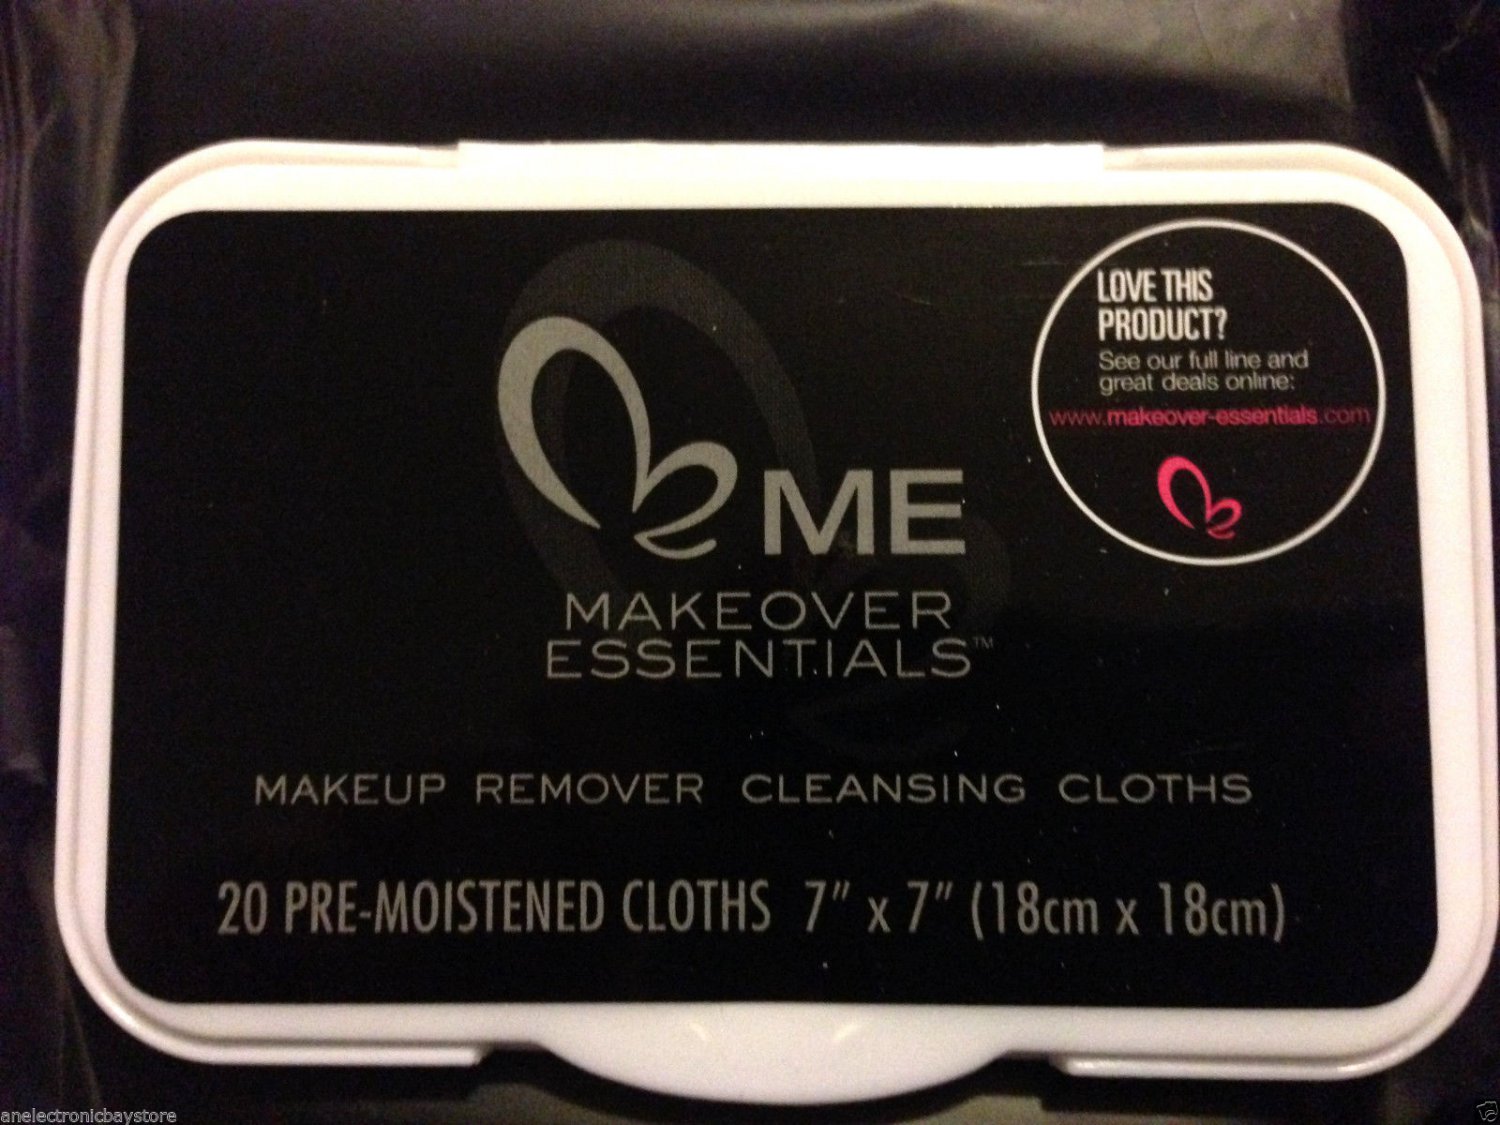 LOVE THIS
PRODUCT?
See our full line and
great deals online:
www.makeover-essentials.com
ME
MAKEOVER
ESSENTIALS™
MAKEUP REMOVER CLEANSING CLOTHS
20 PRE-MOISTENED CLOTHS 7" x 7" (18cm x 18cm)
anelectronicbaystore